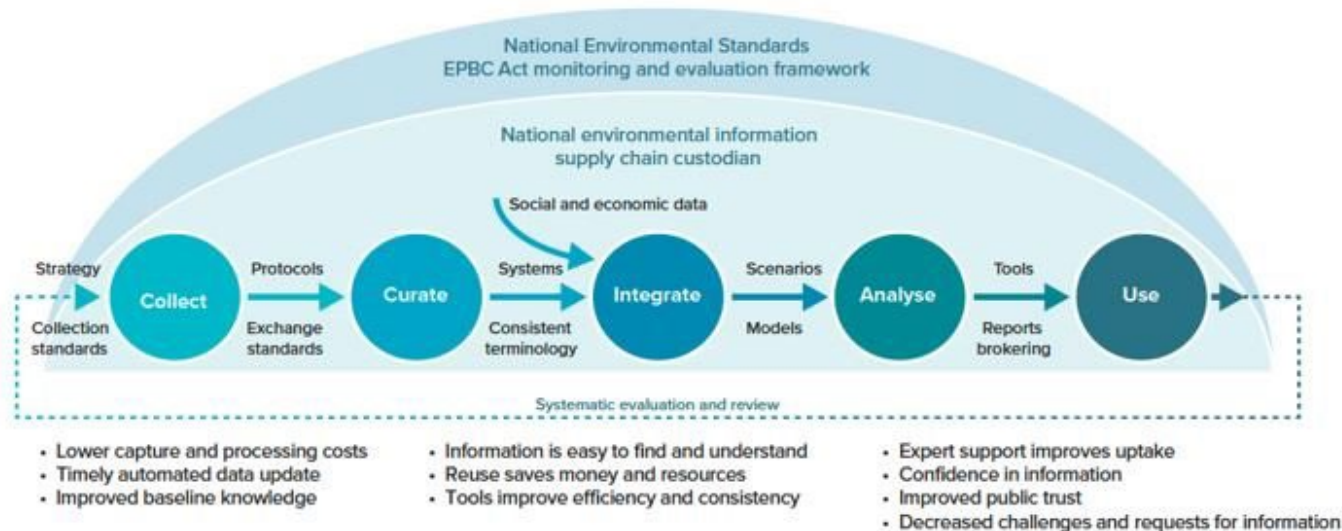 National Environmental Standards
EPBC Act monitoring and evaluation framework
National environmental information
supply chain custodian
Social and economic data
Strategy
Collection
standards
Collect
Protocols
Exchange
standards
Curate
Systems
Consistent
terminology
Integrate
Scenarios
Models
Analyse
Tools
Reports
brokering
Use
Systematic evaluation and review
• Lower capture and processing costs
• Timely automated data update
• Improved baseline knowledge
• Information is easy to find and understand
• Reuse saves money and resources
• Tools improve efficiency and consistency
• Expert support improves uptake
• Confidence in information
• Improved public trust
• Decreased challenges and requests for information